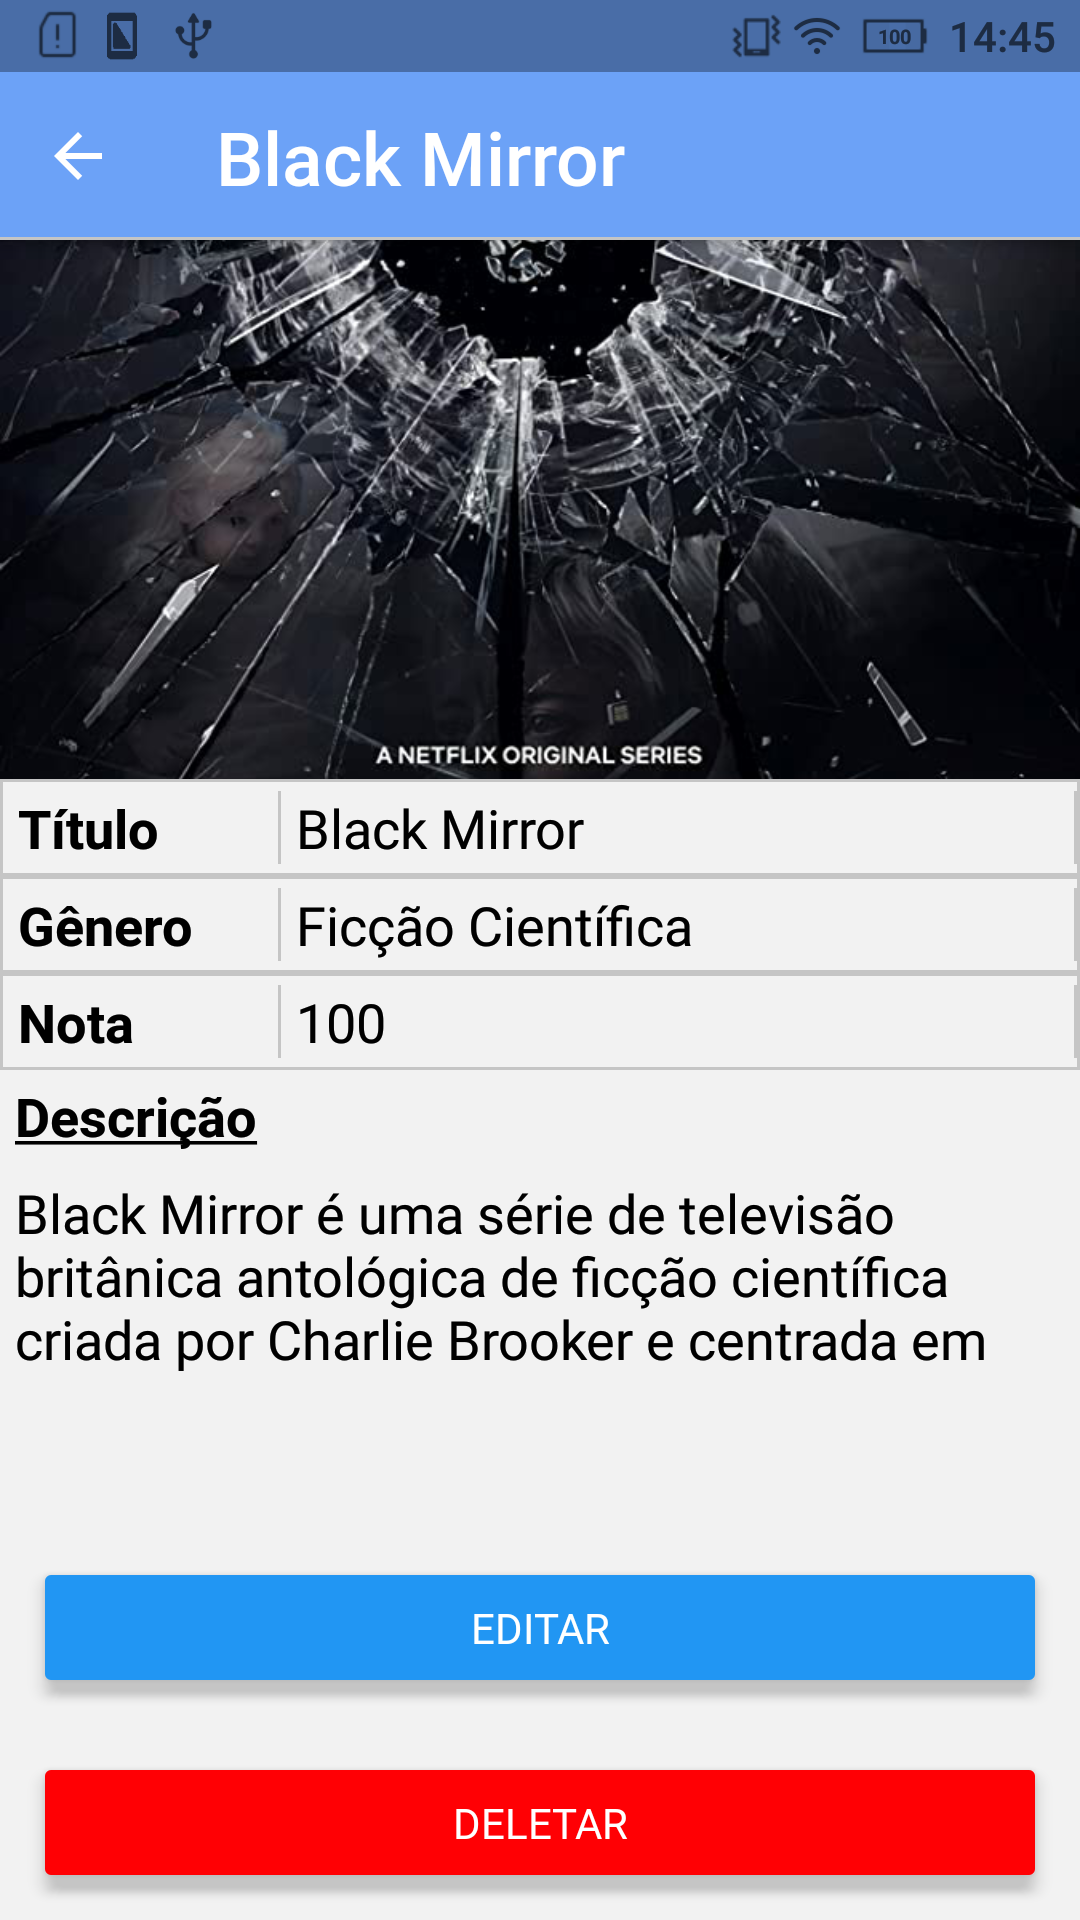 100 14:45
Black Mirror
A NETFLIX ORIGINAL SERIES
Título Black Mirror
Gênero Ficção Científica
Nota 100
Descrição
Black Mirror é uma série de televisão
britânica antológica de ficção científica
criada por Charlie Brooker e centrada em
EDITAR
DELETAR